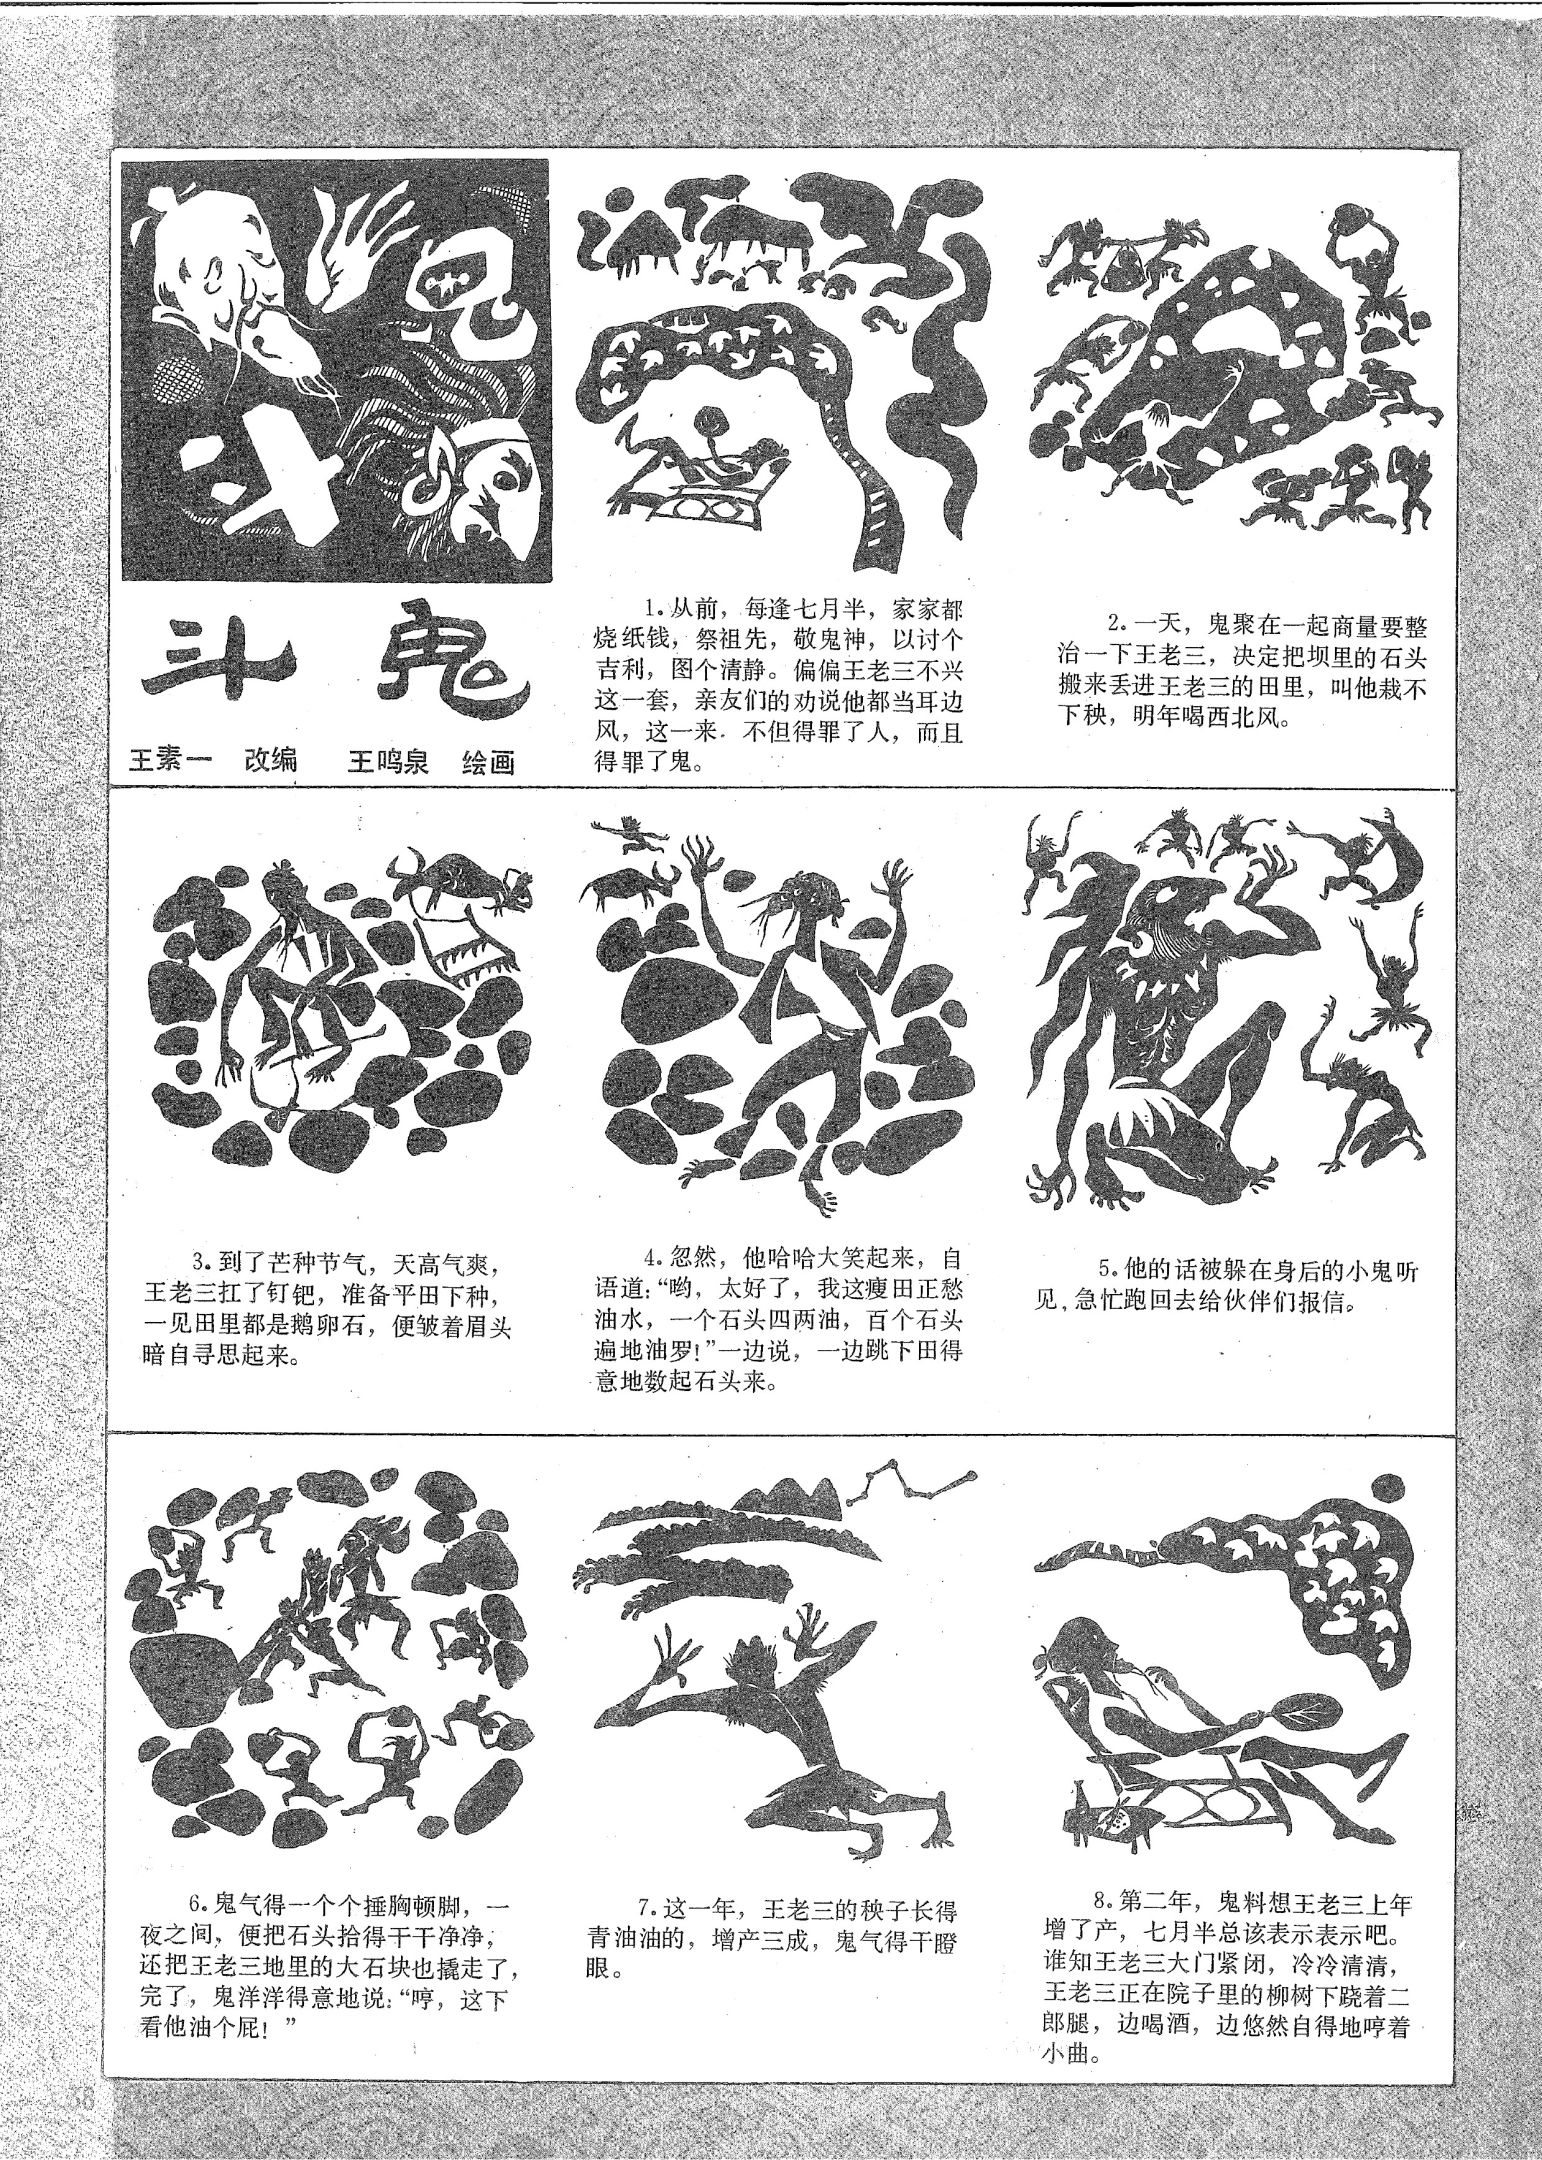 斗 鬼
王素一 改编 王鸣泉 绘画
1.从前，每逢七月半，家家都
烧纸钱，祭祖先，敬鬼神，以讨个
吉利，图个清静。偏偏王老三不兴
这一套，亲友们的劝说他都当耳边
风，这一来. 不但得罪了人，而且
得罪了鬼。
2.一天，鬼聚在一起商量要整
治一下王老三，决定把坝里的石头
搬来丢进王老三的田里，叫他栽不
下秧，明年喝西北风。
3.到了芒种节气，天高气爽，
王老三扛了钉钯，准备平田下种，
一见田里都是鹅卵石，便皱着眉头
暗自寻思起来。
4.忽然，他哈哈大笑起来，自
语道：“哟，太好了，我这瘦田正愁
油水，一个石头四两油，百个石头
遍地油罗！”一边说，一边跳下田得
意地数起石头来。
5.他的话被躲在身后的小鬼听
见，急忙跑回去给伙伴们报信。
6.鬼气得一个个捶胸顿脚，一
夜之间，便把石头拾得干干净净，
还把王老三地里的大石块也撬走了，
完了，鬼洋洋得意地说：“哼，这下
看他油个屁！”
7.这一年，王老三的秧子长得
青油油的，增产三成，鬼气得干瞪
眼。
8.第二年，鬼料想王老三上年
增了产，七月半总该表示表示吧。
谁知王老三大门紧闭，冷冷清清，
王老三正在院子里的柳树下跷着二
郎腿，边喝酒，边悠然自得地哼着
小曲。
58